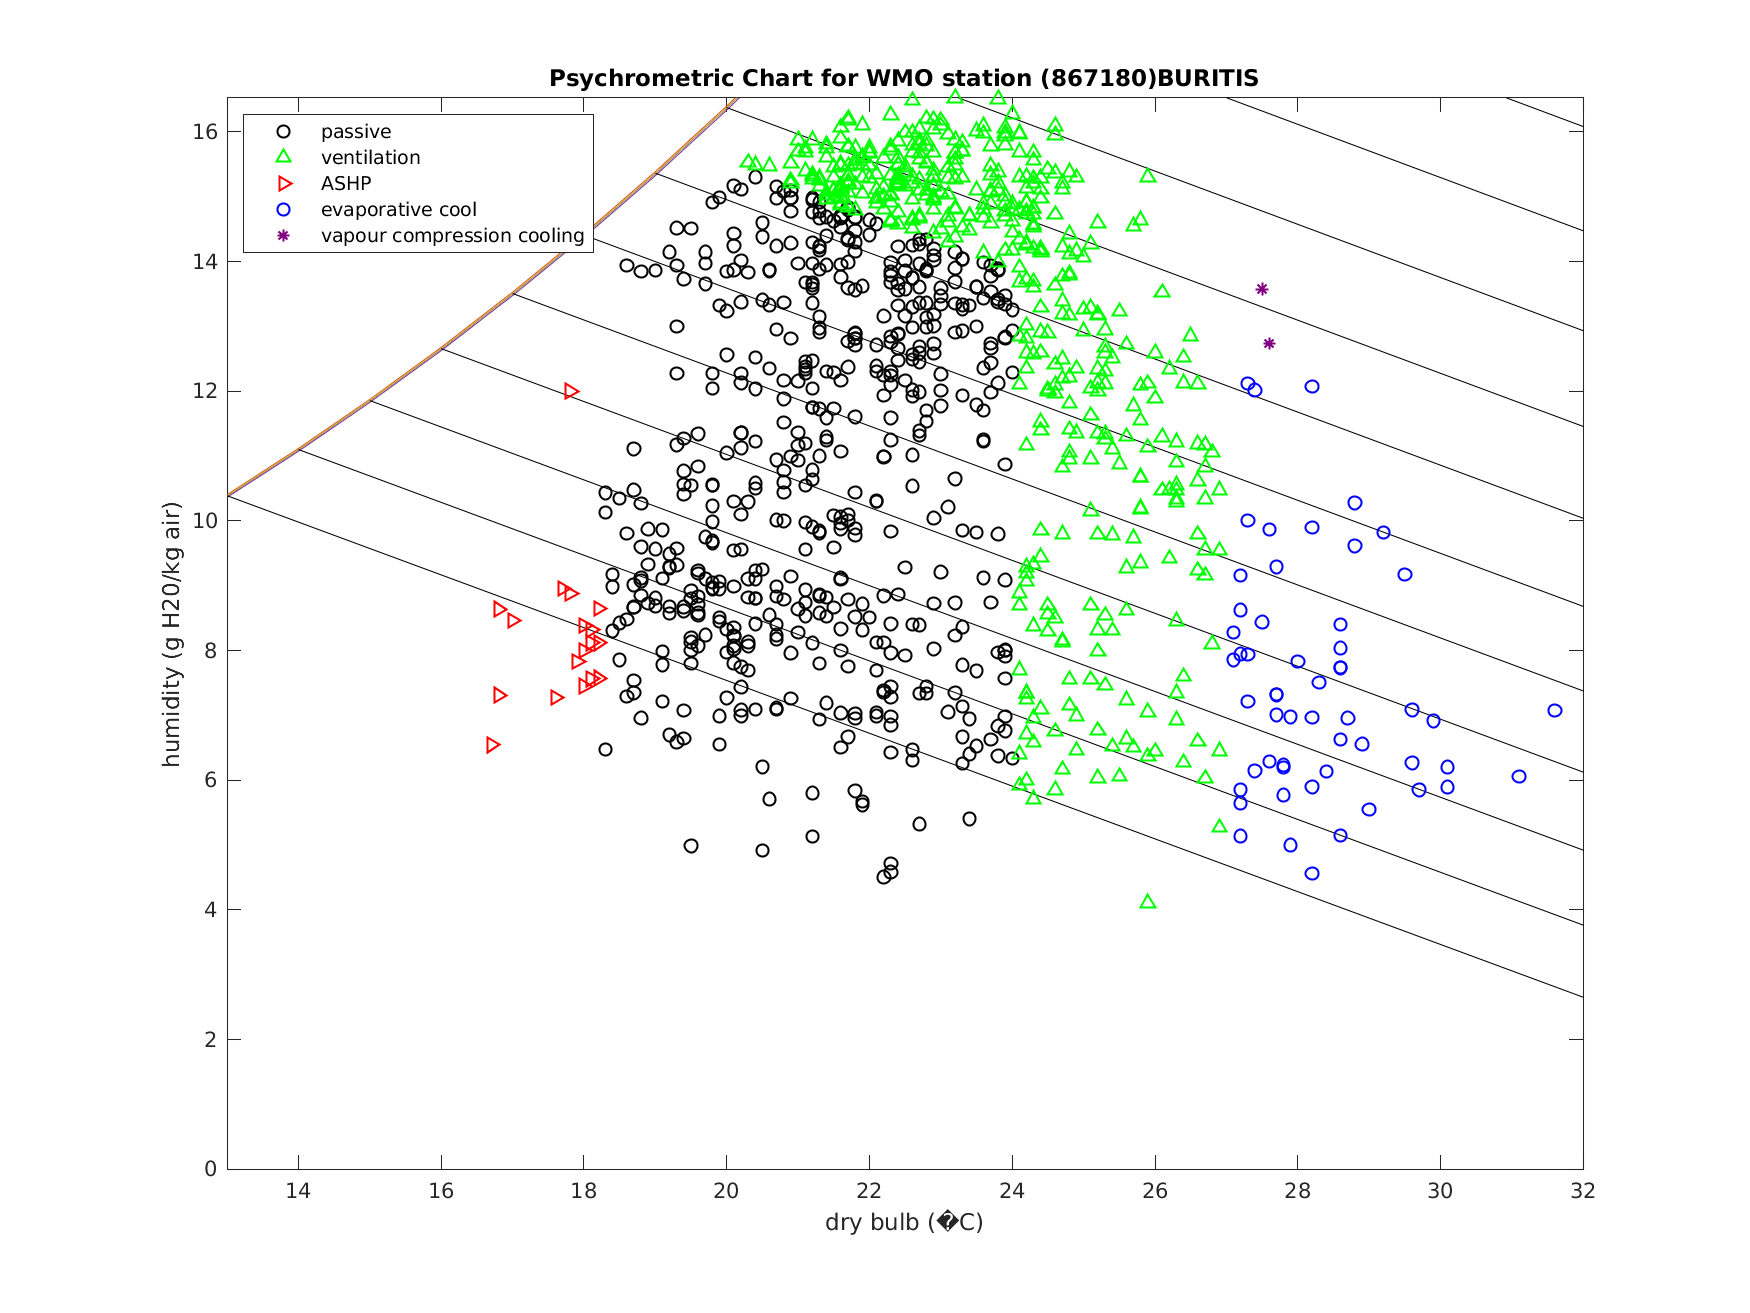 Psychrometric Chart for WMO station (867180)BURITIS
passive
ventilation
ASHP
evaporative cool
vapour compression cooling
16
14
12
10
8
6
4
2
0
humidity (g H20/kg air)
14 16 18 20 22 24 26 28 30 32
dry bulb (�C)